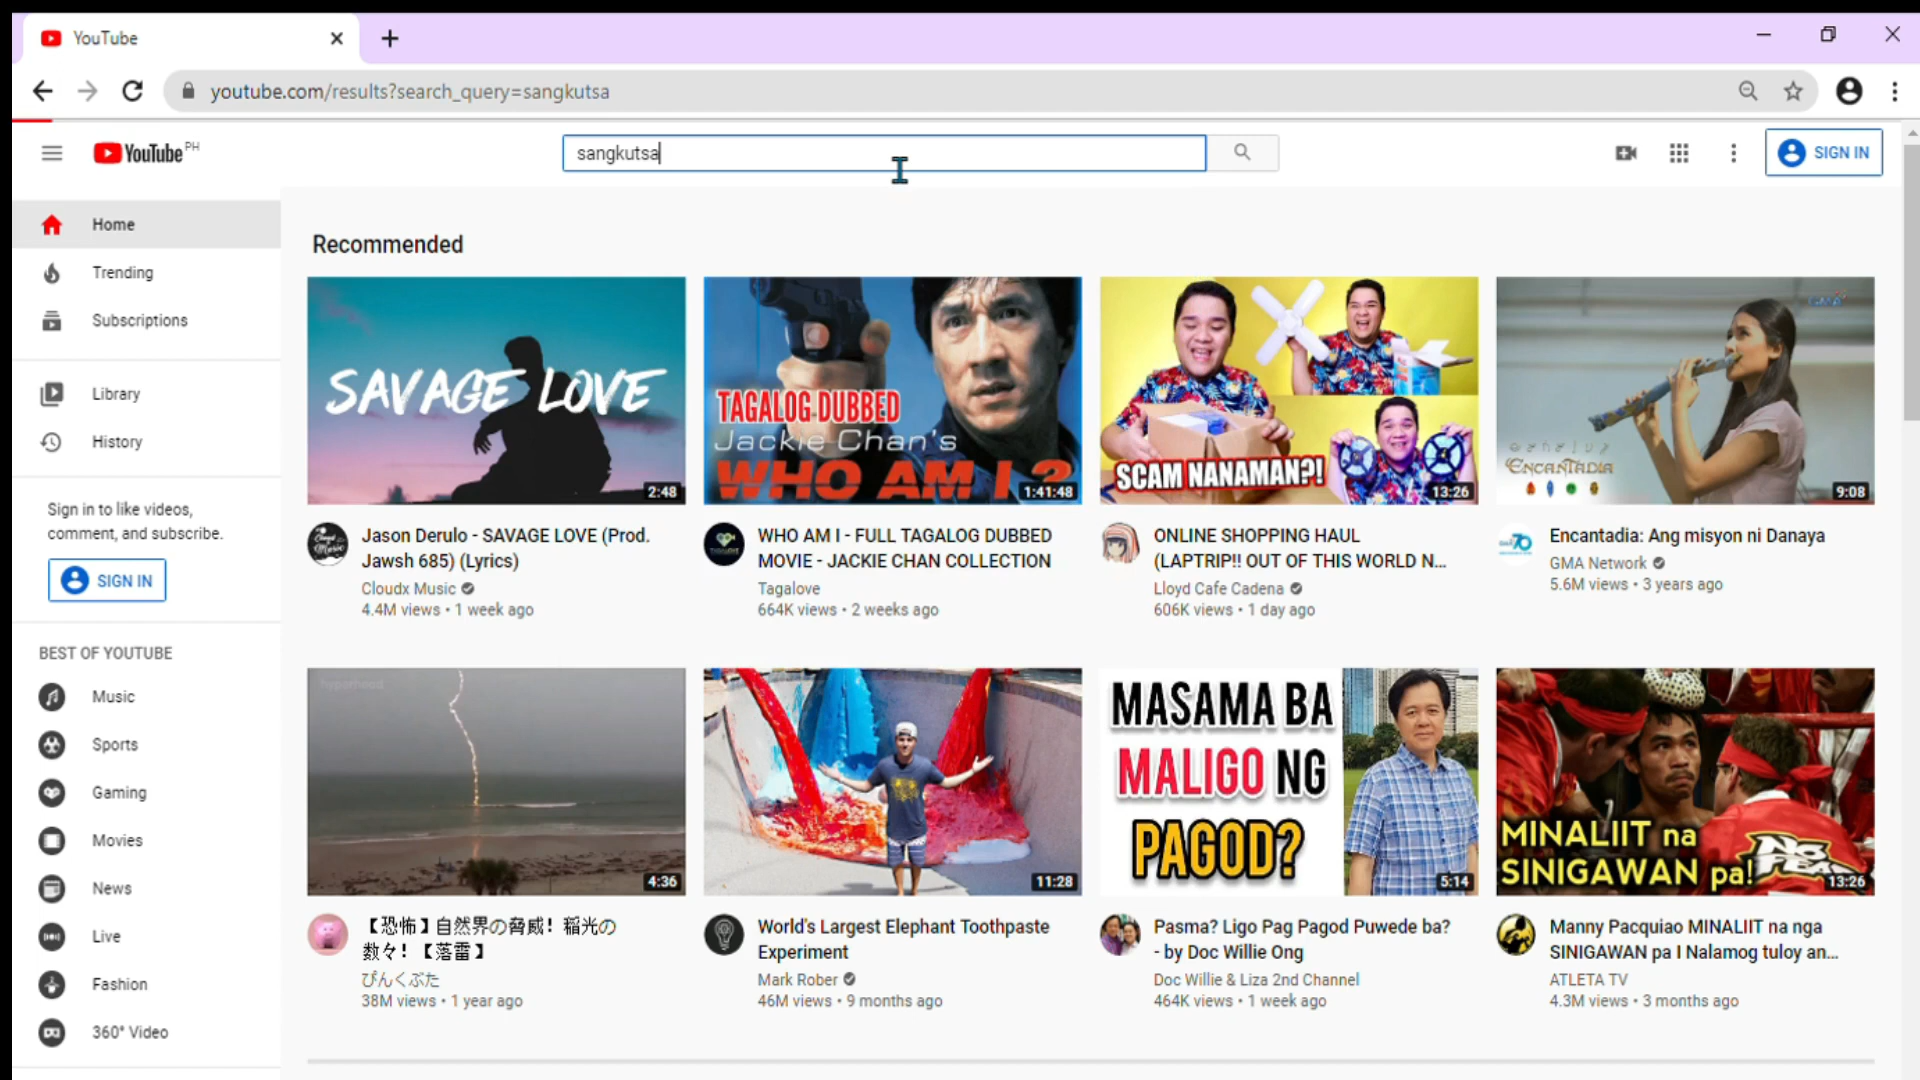 YouTube
youtube.com/results?search_query=sangkutsa
YouTube PH
sangkutsa
SIGN IN
Home
Trending
Subscriptions
Library
History
Sign in to like videos,
comment, and subscribe.
SIGN IN
BEST OF YOUTUBE
Music
Sports
Gaming
Movies
News
Live
Fashion
360° Video
Recommended
SAVAGE LOVE
2:48
Jason Derulo - SAVAGE LOVE (Prod.
Jawsh 685) (Lyrics)
Cloudx Music
4.4M views • 1 week ago
TAGALOG DUBBED
Jackie Chan's
WHO AM I ?
1:41:48
WHO AM I - FULL TAGALOG DUBBED
MOVIE - JACKIE CHAN COLLECTION
Tagalove
664K views • 2 weeks ago
SCAM NANAMAN?!
13:26
ONLINE SHOPPING HAUL
(LAPTRIP!! OUT OF THIS WORLD N...
Lloyd Cafe Cadena
606K views • 1 day ago
ENCANTADIA
9:08
Encantadia: Ang misyon ni Danaya
GMA Network
5.6M views • 3 years ago
4:36
【恐怖】自然界の脅威！稲光の
数々！【落雷】
ぴんくぶた
38M views • 1 year ago
11:28
World's Largest Elephant Toothpaste
Experiment
Mark Rober
46M views • 9 months ago
MASAMA BA
MALIGO NG
PAGOD?
5:14
Pasma? Ligo Pag Pagod Puwede ba?
- by Doc Willie Ong
Doc Willie & Liza 2nd Channel
464K views • 1 week ago
MINALIIT na
SINIGAWAN pa!
NO FEAR
13:26
Manny Pacquiao MINALIIT na nga
SINIGAWAN pa I Nalamog tuloy an...
ATLETA TV
4.3M views • 3 months ago